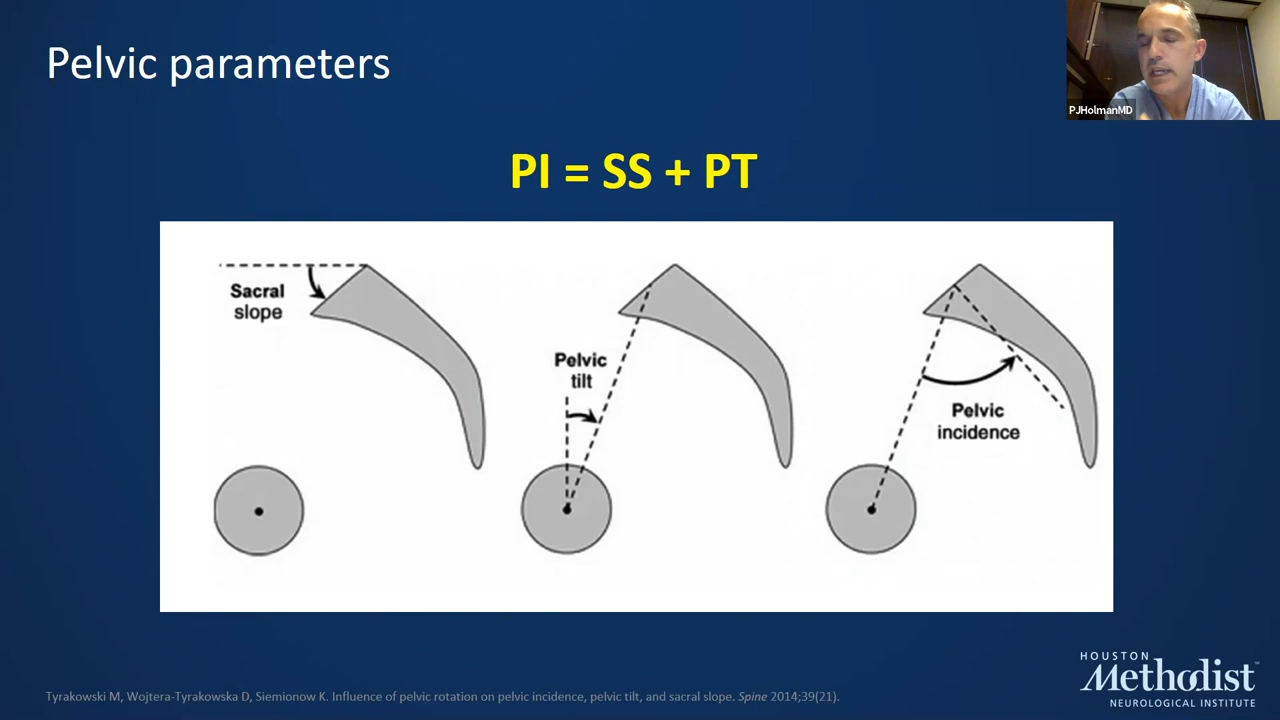 Pelvic parameters
PJHolmanMD
PI = SS + PT
Sacral
slope
Pelvic
tilt
Pelvic
incidence
HOUSTON
Methodist
NEUROLOGICAL INSTITUTE
Tyrakowski M, Wojtera-Tyrakowska D, Siemionow K. Influence of pelvic rotation on pelvic incidence, pelvic tilt, and sacral slope. Spine 2014;39(21).